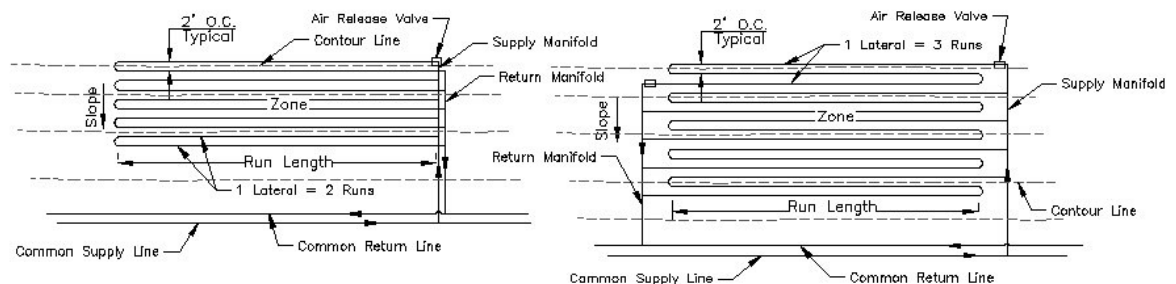 2' O.C.
Typical
Air Release Valve
Contour Line
Supply Manifold
Return Manifold
Zone
Slope
Run Length
1 Lateral = 2 Runs
Common Supply Line
Common Return Line
2' O.C.
Typical
Air Release Valve
1 Lateral = 3 Runs
Supply Manifold
Zone
Slope
Return Manifold
Run Length
Contour Line
Common Supply Line
Common Return Line